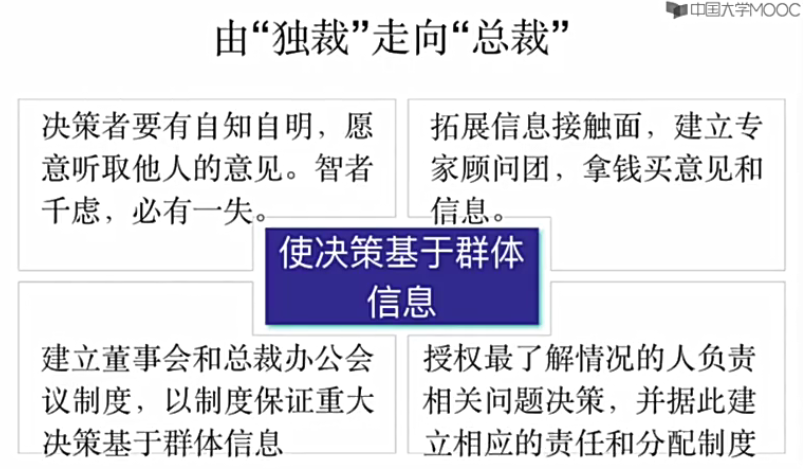 中国大学MOOC
由“独裁”走向“总裁”
决策者要有自知自明，愿
意听取他人的意见。智者
千虑，必有一失。
拓展信息接触面，建立专
家顾问团，拿钱买意见和
信息。
使决策基于群体
信息
建立董事会和总裁办公会
议制度，以制度保证重大
决策基于群体信息
授权最了解情况的人负责
相关问题决策，并据此建
立相应的责任和分配制度